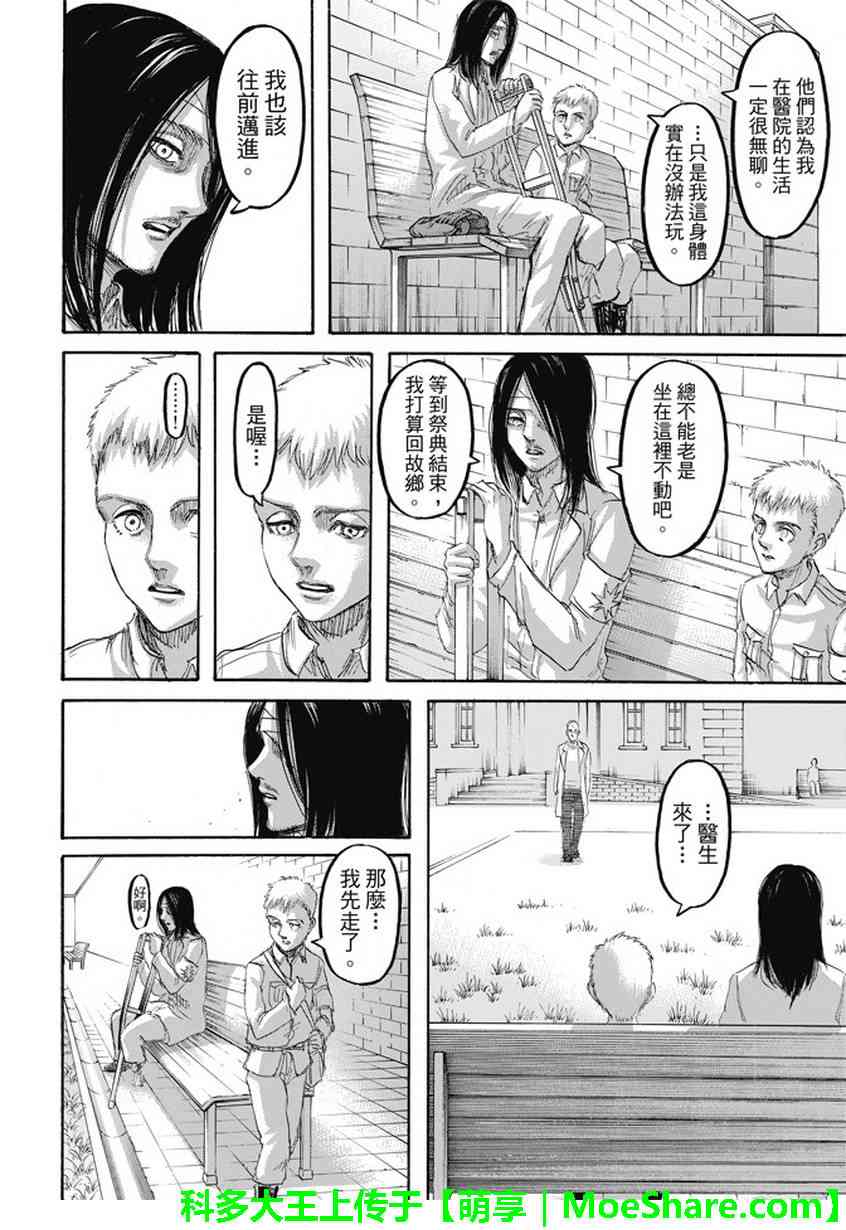 他們認為我
在醫院的生活
一定很無聊。
…只是我這身體
實在沒辦法玩。
我也該
往前邁進。
總不能老是
坐在這裡不動吧。
等到祭典結束，
我打算回故鄉。
是喔…
………！
…醫生
來了…
那麼…
我先走了。
好啊。
科多大王上传于【萌享｜MoeShare.com】